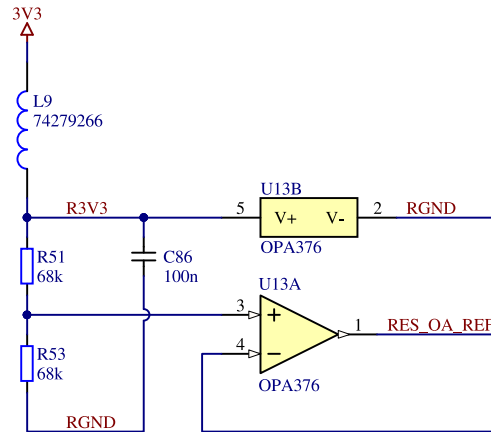 3V3
L9
74279266
R3V3
U13B
5
V+ V-
2
RGND
OPA376
R51
68k
C86
100n
U13A
3
+
4
−
1
RES_OA_REF
OPA376
R53
68k
RGND